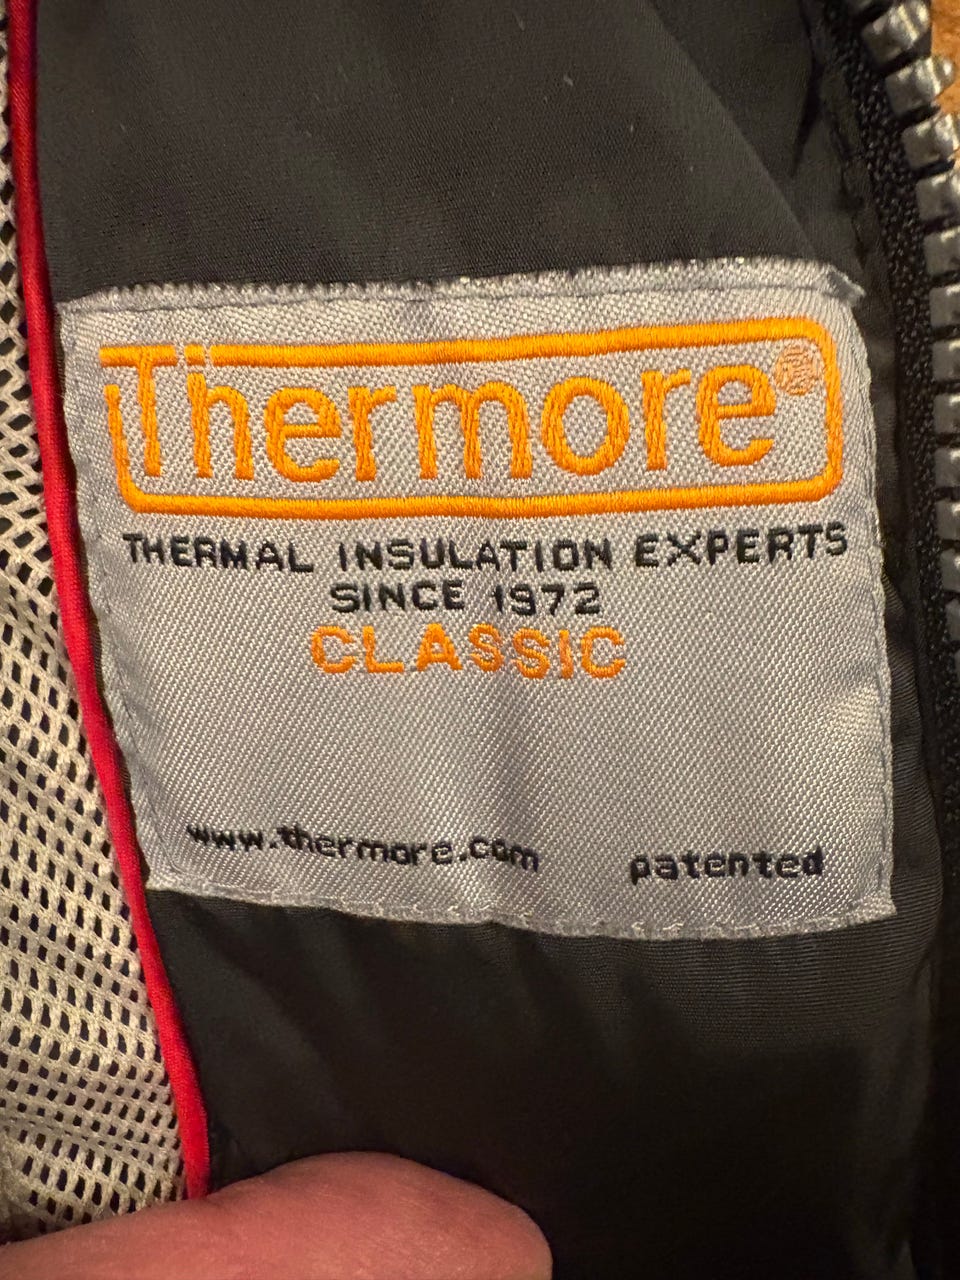 Thermore®
THERMAL INSULATION EXPERTS
SINCE 1972
CLASSIC
www.thermore.com patented